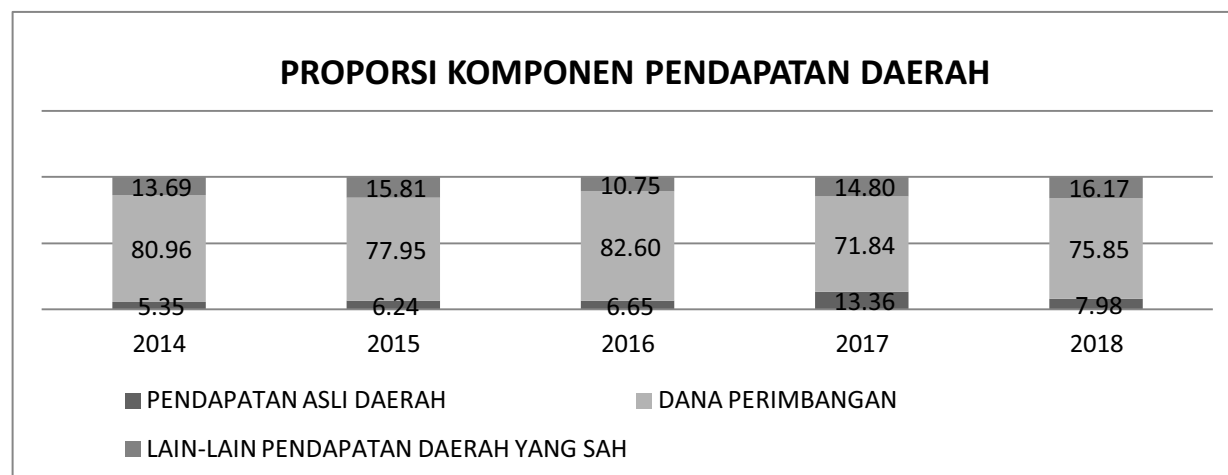 PROPORSI KOMPONEN PENDAPATAN DAERAH
13.69 15.81 10.75 14.80 16.17
80.96 77.95 82.60 71.84 75.85
5.35 6.24 6.65 13.36 7.98
2014 2015 2016 2017 2018
PENDAPATAN ASLI DAERAH DANA PERIMBANGAN
LAIN-LAIN PENDAPATAN DAERAH YANG SAH